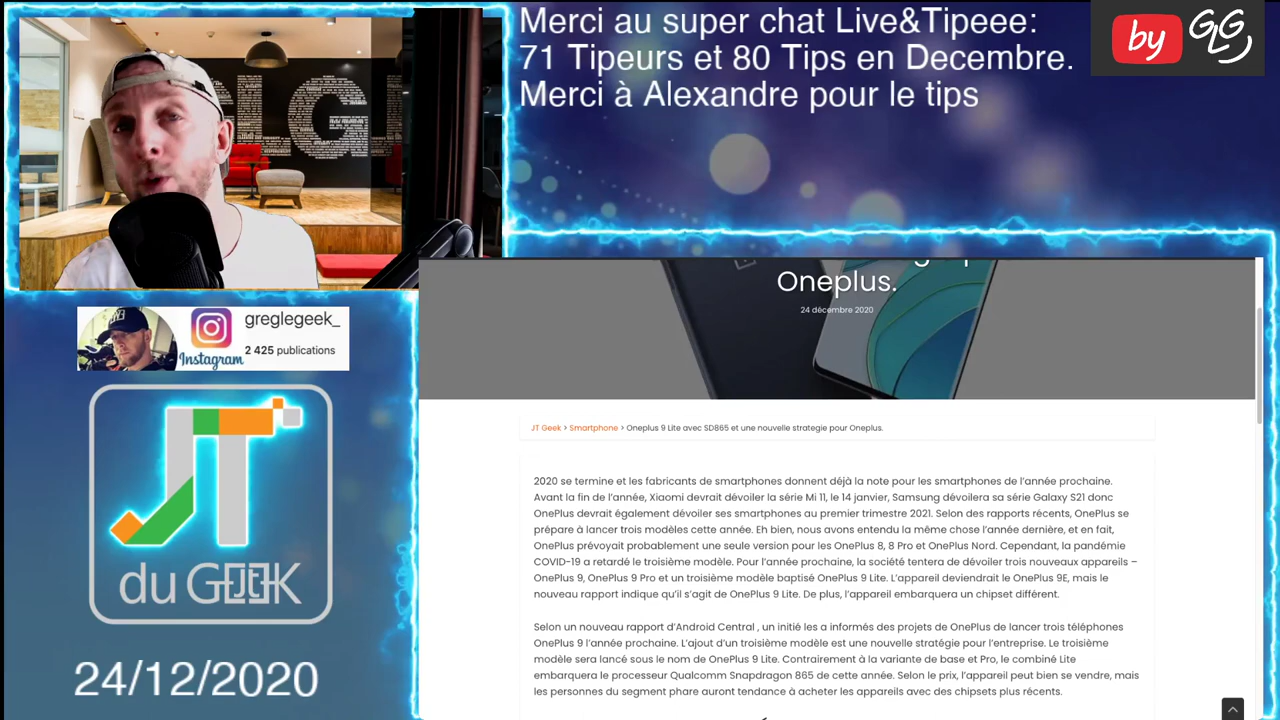 Merci au super chat Live&Tipeee:
71 Tipeurs et 80 Tips en Decembre.
Merci à Alexandre pour le tips
by GLG
greglegeek_
2 425 publications
Instagram
JT
du GEEK
24/12/2020
Oneplus.
24 décembre 2020
JT Geek > Smartphone > Oneplus 9 Lite avec SD865 et une nouvelle strategie pour Oneplus.
2020 se termine et les fabricants de smartphones donnent déjà la note pour les smartphones de l'année prochaine.
Avant la fin de l'année, Xiaomi devrait dévoiler la série Mi 11, le 14 janvier, Samsung dévoilera sa série Galaxy S21 donc
OnePlus devrait également dévoiler ses smartphones au premier trimestre 2021. Selon des rapports récents, OnePlus se
prépare à lancer trois modèles cette année. Eh bien, nous avons entendu la même chose l'année dernière, et en fait,
OnePlus prévoyait probablement une seule version pour les OnePlus 8, 8 Pro et OnePlus Nord. Cependant, la pandémie
COVID-19 a retardé le troisième modèle. Pour l'année prochaine, la société tentera de dévoiler trois nouveaux appareils –
OnePlus 9, OnePlus 9 Pro et un troisième modèle baptisé OnePlus 9 Lite. L'appareil deviendrait le OnePlus 9E, mais le
nouveau rapport indique qu'il s'agit de OnePlus 9 Lite. De plus, l'appareil embarquera un chipset différent.
Selon un nouveau rapport d'Android Central , un initié les a informés des projets de OnePlus de lancer trois téléphones
OnePlus 9 l'année prochaine. L'ajout d'un troisième modèle est une nouvelle stratégie pour l'entreprise. Le troisième
modèle sera lancé sous le nom de OnePlus 9 Lite. Contrairement à la variante de base et Pro, le combiné Lite
embarquera le processeur Qualcomm Snapdragon 865 de cette année. Selon le prix, l'appareil peut bien se vendre, mais
les personnes du segment phare auront tendance à acheter les appareils avec des chipsets plus récents.